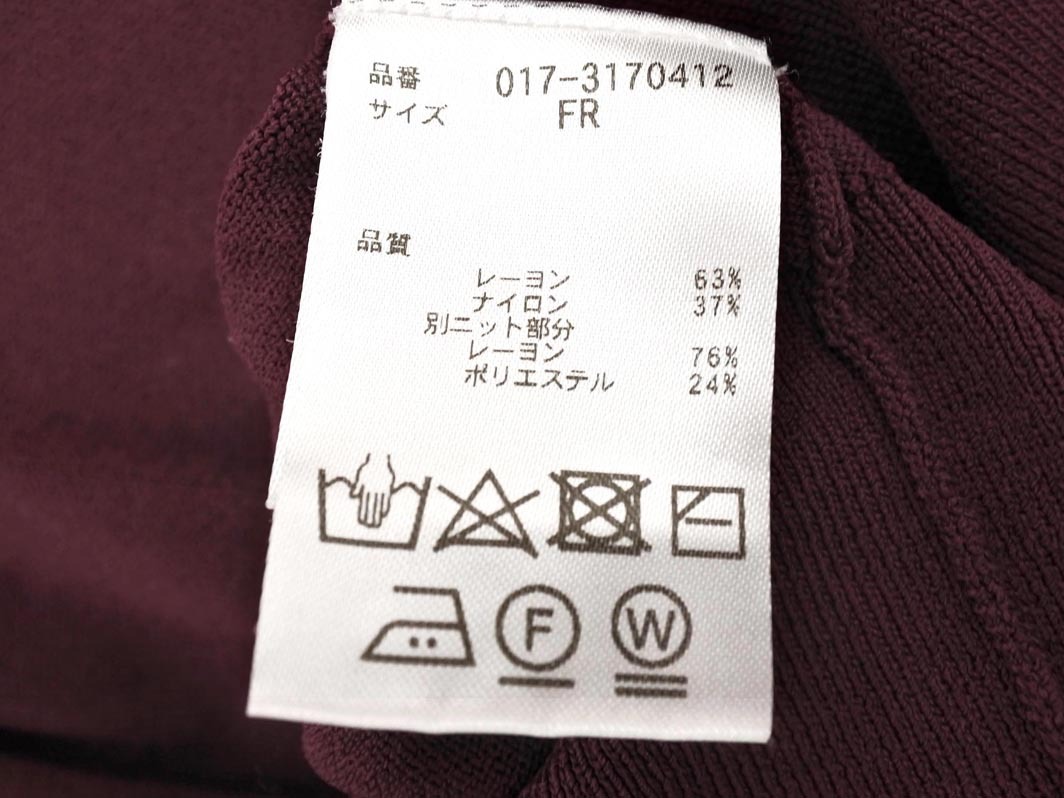 品番 017-3170412
サイズ FR
品質
レーヨン 63%
ナイロン 37%
別ニット部分
レーヨン 76%
ポリエステル 24%
F W